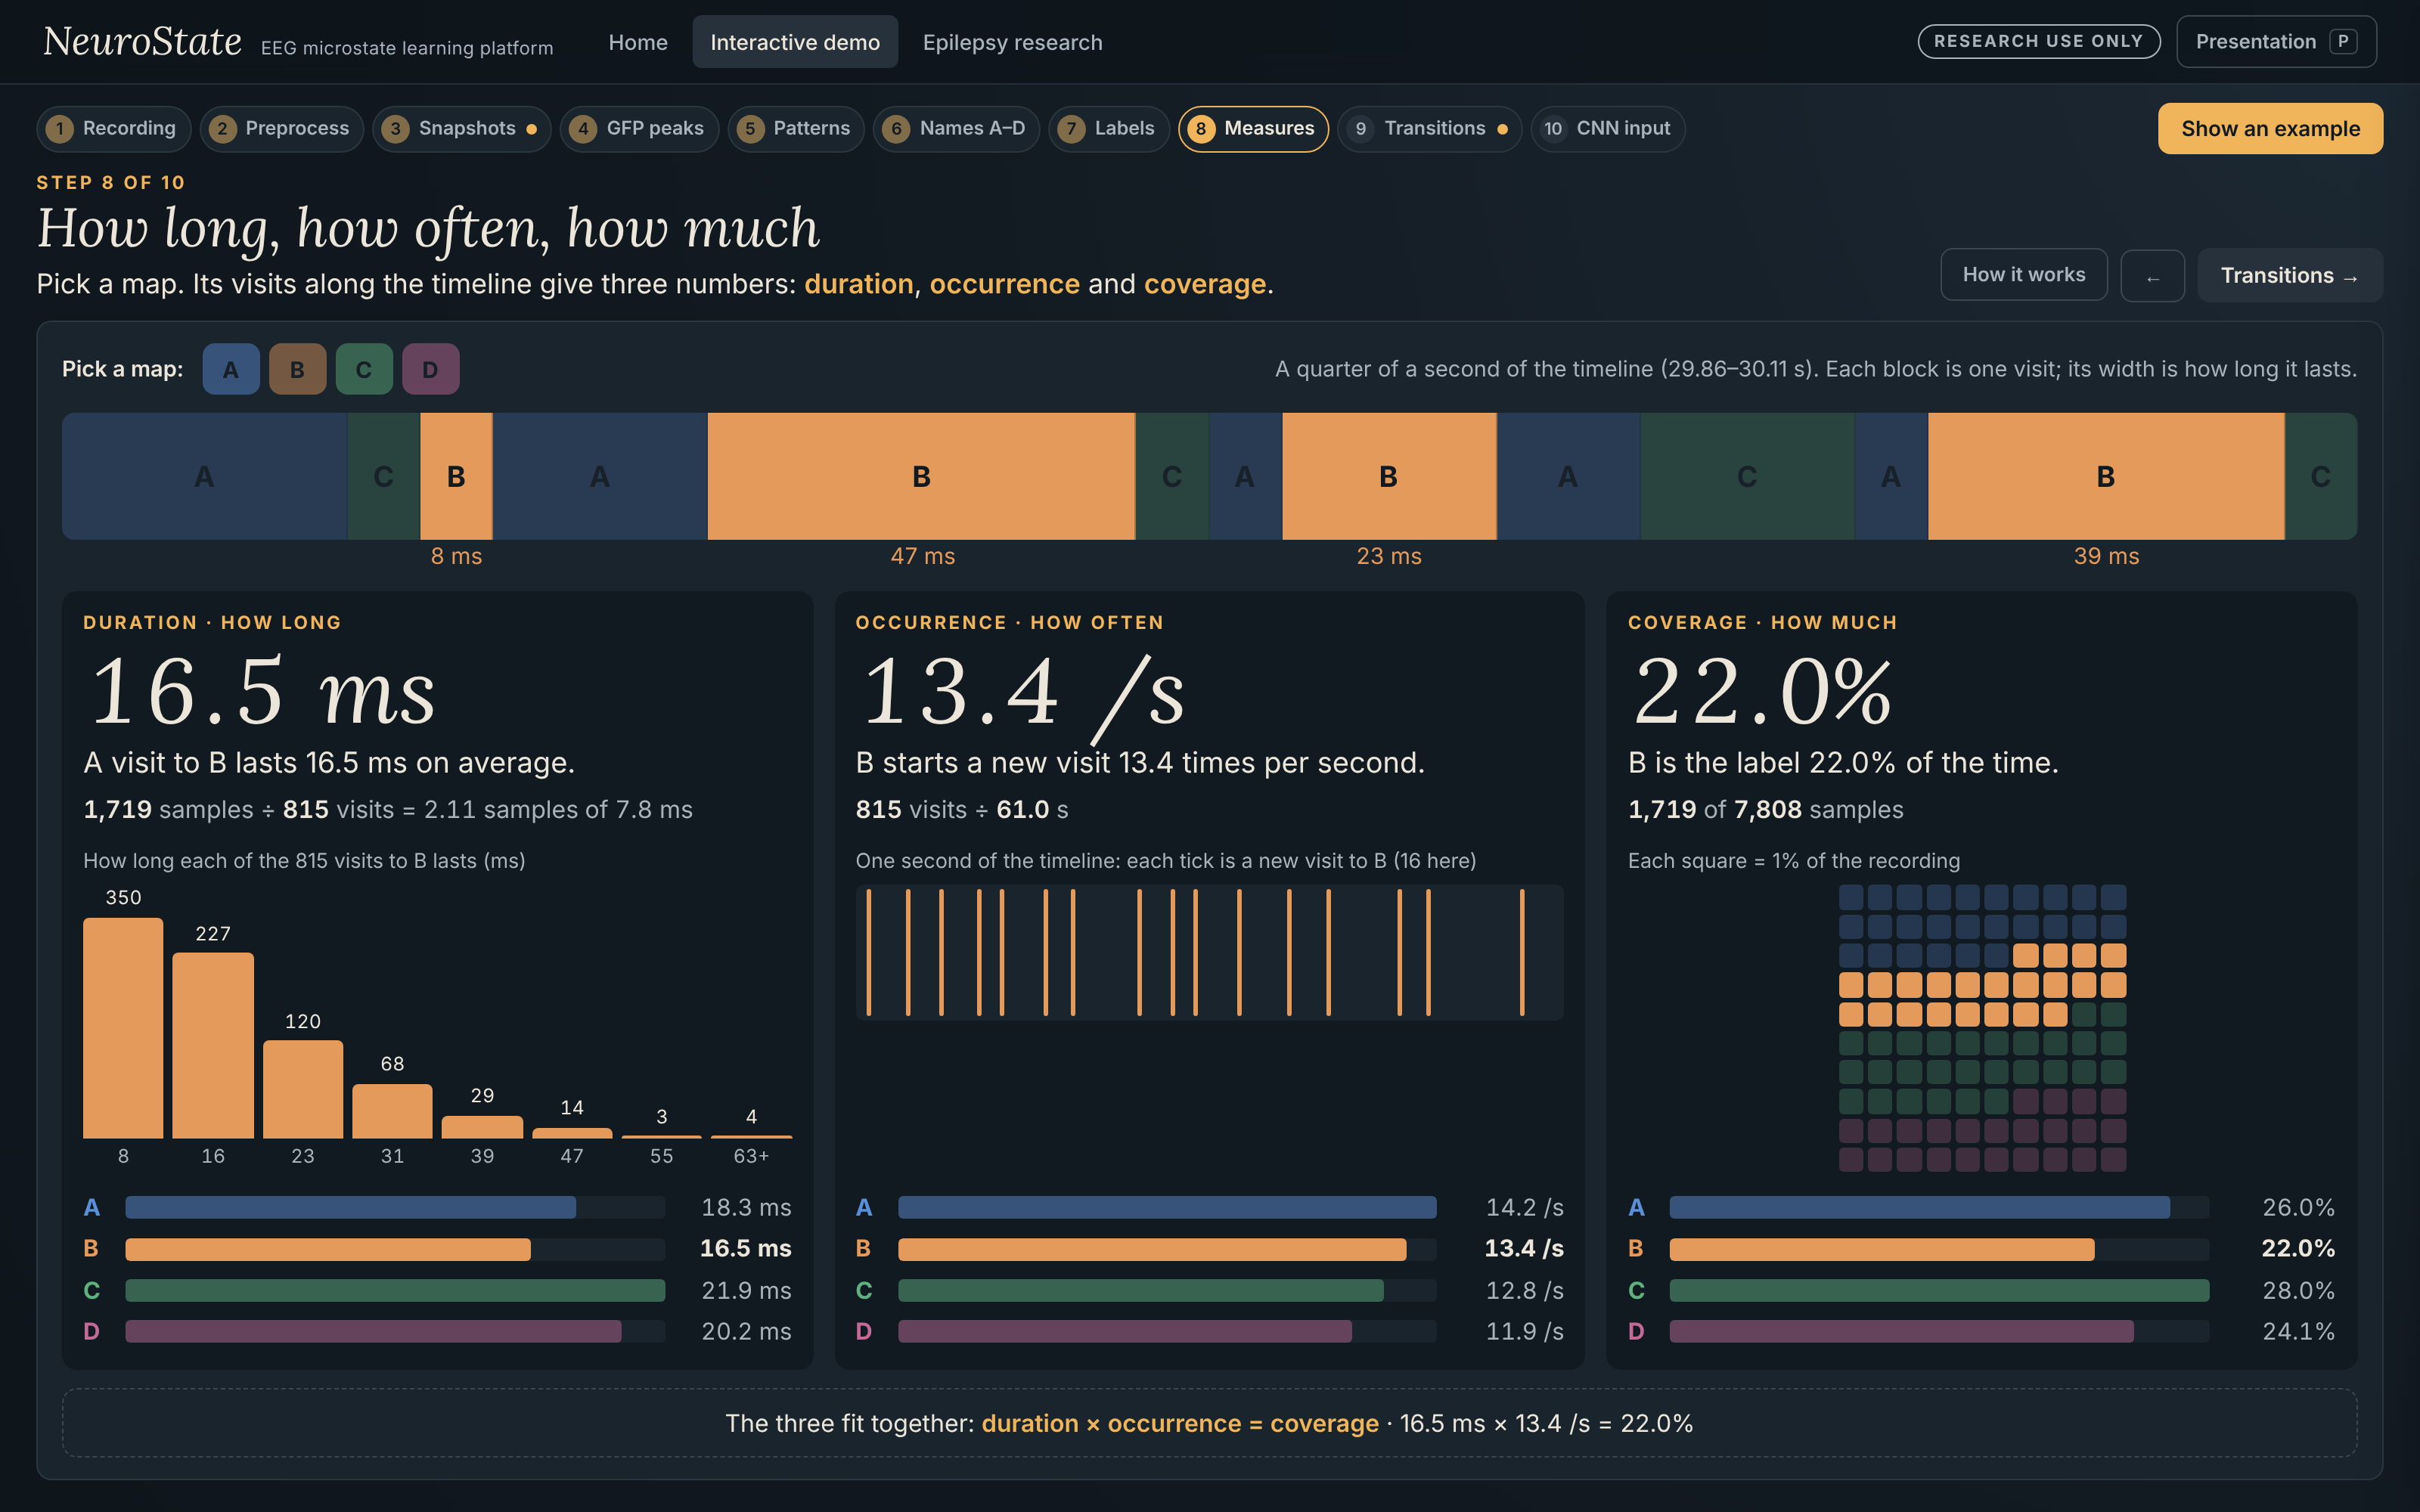 NeuroState EEG microstate learning platform Home Interactive demo Epilepsy research RESEARCH USE ONLY Presentation P
1 Recording 2 Preprocess 3 Snapshots 4 GFP peaks 5 Patterns 6 Names A–D 7 Labels 8 Measures 9 Transitions 10 CNN input Show an example
STEP 8 OF 10
How long, how often, how much
Pick a map. Its visits along the timeline give three numbers: duration, occurrence and coverage.
How it works ← Transitions →
Pick a map: A B C D
A quarter of a second of the timeline (29.86–30.11 s). Each block is one visit; its width is how long it lasts.
A C B A B C A B A C A B C
8 ms 47 ms 23 ms 39 ms
DURATION · HOW LONG
16.5 ms
A visit to B lasts 16.5 ms on average.
1,719 samples ÷ 815 visits = 2.11 samples of 7.8 ms
How long each of the 815 visits to B lasts (ms)
350 227 120 68 29 14 3 4
8 16 23 31 39 47 55 63+
A 18.3 ms
B 16.5 ms
C 21.9 ms
D 20.2 ms
OCCURRENCE · HOW OFTEN
13.4 /s
B starts a new visit 13.4 times per second.
815 visits ÷ 61.0 s
One second of the timeline: each tick is a new visit to B (16 here)
A 14.2 /s
B 13.4 /s
C 12.8 /s
D 11.9 /s
COVERAGE · HOW MUCH
22.0%
B is the label 22.0% of the time.
1,719 of 7,808 samples
Each square = 1% of the recording
A 26.0%
B 22.0%
C 28.0%
D 24.1%
The three fit together: duration × occurrence = coverage · 16.5 ms × 13.4 /s = 22.0%